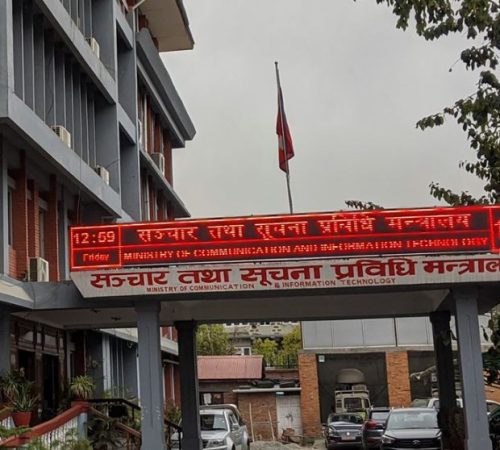 12:59 सञ्चार तथा सूचना प्रविधि मन्त्रालय
Friday MINISTRY OF COMMUNICATION AND INFORMATION TECHNOLOGY
सञ्चार तथा सूचना प्रविधि मन्त्राल
MINISTRY OF COMMUNICATION & INFORMATION TECHNOLOGY